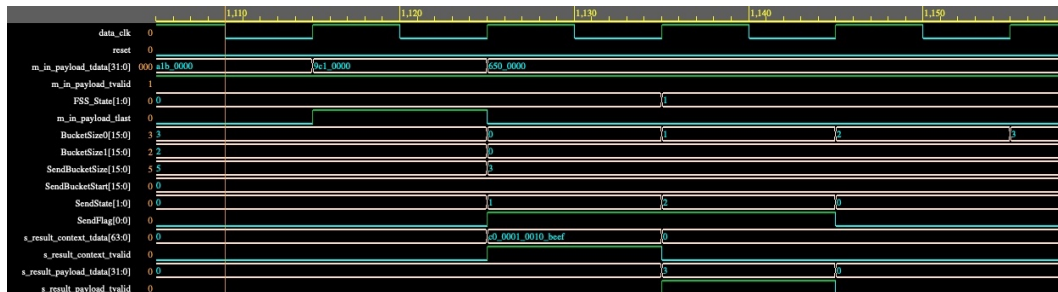 1,110 1,120 1,130 1,140 1,150
data_clk 0
reset 0
m_in_payload_tdata[31:0] 000 a1b_0000 9c1_0000 650_0000
m_in_payload_tvalid 1
FSS_State[1:0] 0 0 1
m_in_payload_tlast 0
BucketSize0[15:0] 3 3 0 1 2 3
BucketSize1[15:0] 2 2 0
SendBucketSize[15:0] 5 5 3
SendBucketStart[15:0] 0 0
SendState[1:0] 0 0 1 2 0
SendFlag[0:0] 0
s_result_context_tdata[63:0] 0 0 c0_0001_0010_beef 0
s_result_context_tvalid 0
s_result_payload_tdata[31:0] 0 0 3 0
s_result_payload_tvalid 0